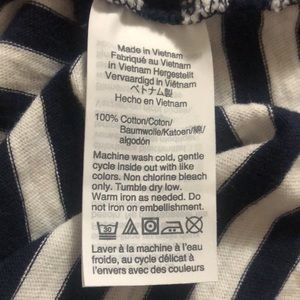 Made in Vietnam
Fabriqué au Vietnam
in Vietnam Hergestellt
Vervaardigd in Vietnam
ベトナム製
Hecho en Vietnam
100% Cotton/Coton/
Baumwolle/Katoen/綿/
algodón
Machine wash cold, gentle
cycle inside out with like
colors. Non chlorine bleach
only. Tumble dry low.
Warm iron as needed. Do
not iron on embellishment.
30
Laver à la machine à l'eau
froide, au cycle délicat à
l'envers avec des couleurs